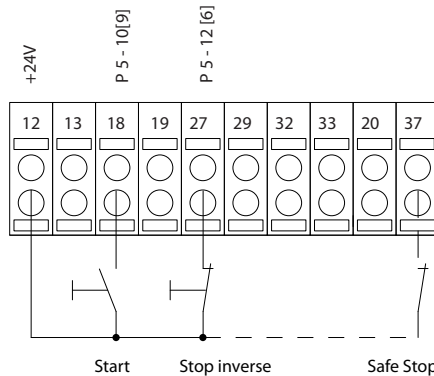 +24V
P 5 - 10[9]
P 5 - 12 [6]
12 13 18 19 27 29 32 33 20 37
Start Stop inverse Safe Stop